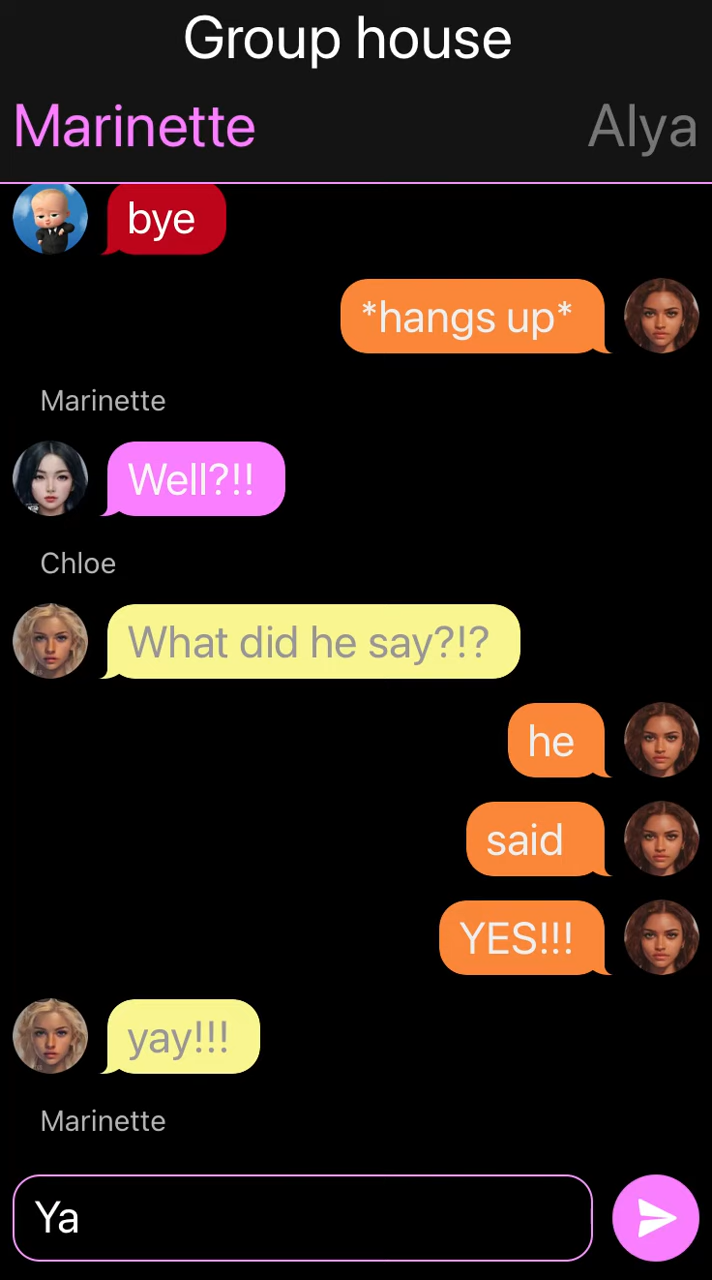 Group house
Marinette
Alya
bye
*hangs up*
Marinette
Well?!!
Chloe
What did he say?!?
he
said
YES!!!
yay!!!
Marinette
Ya